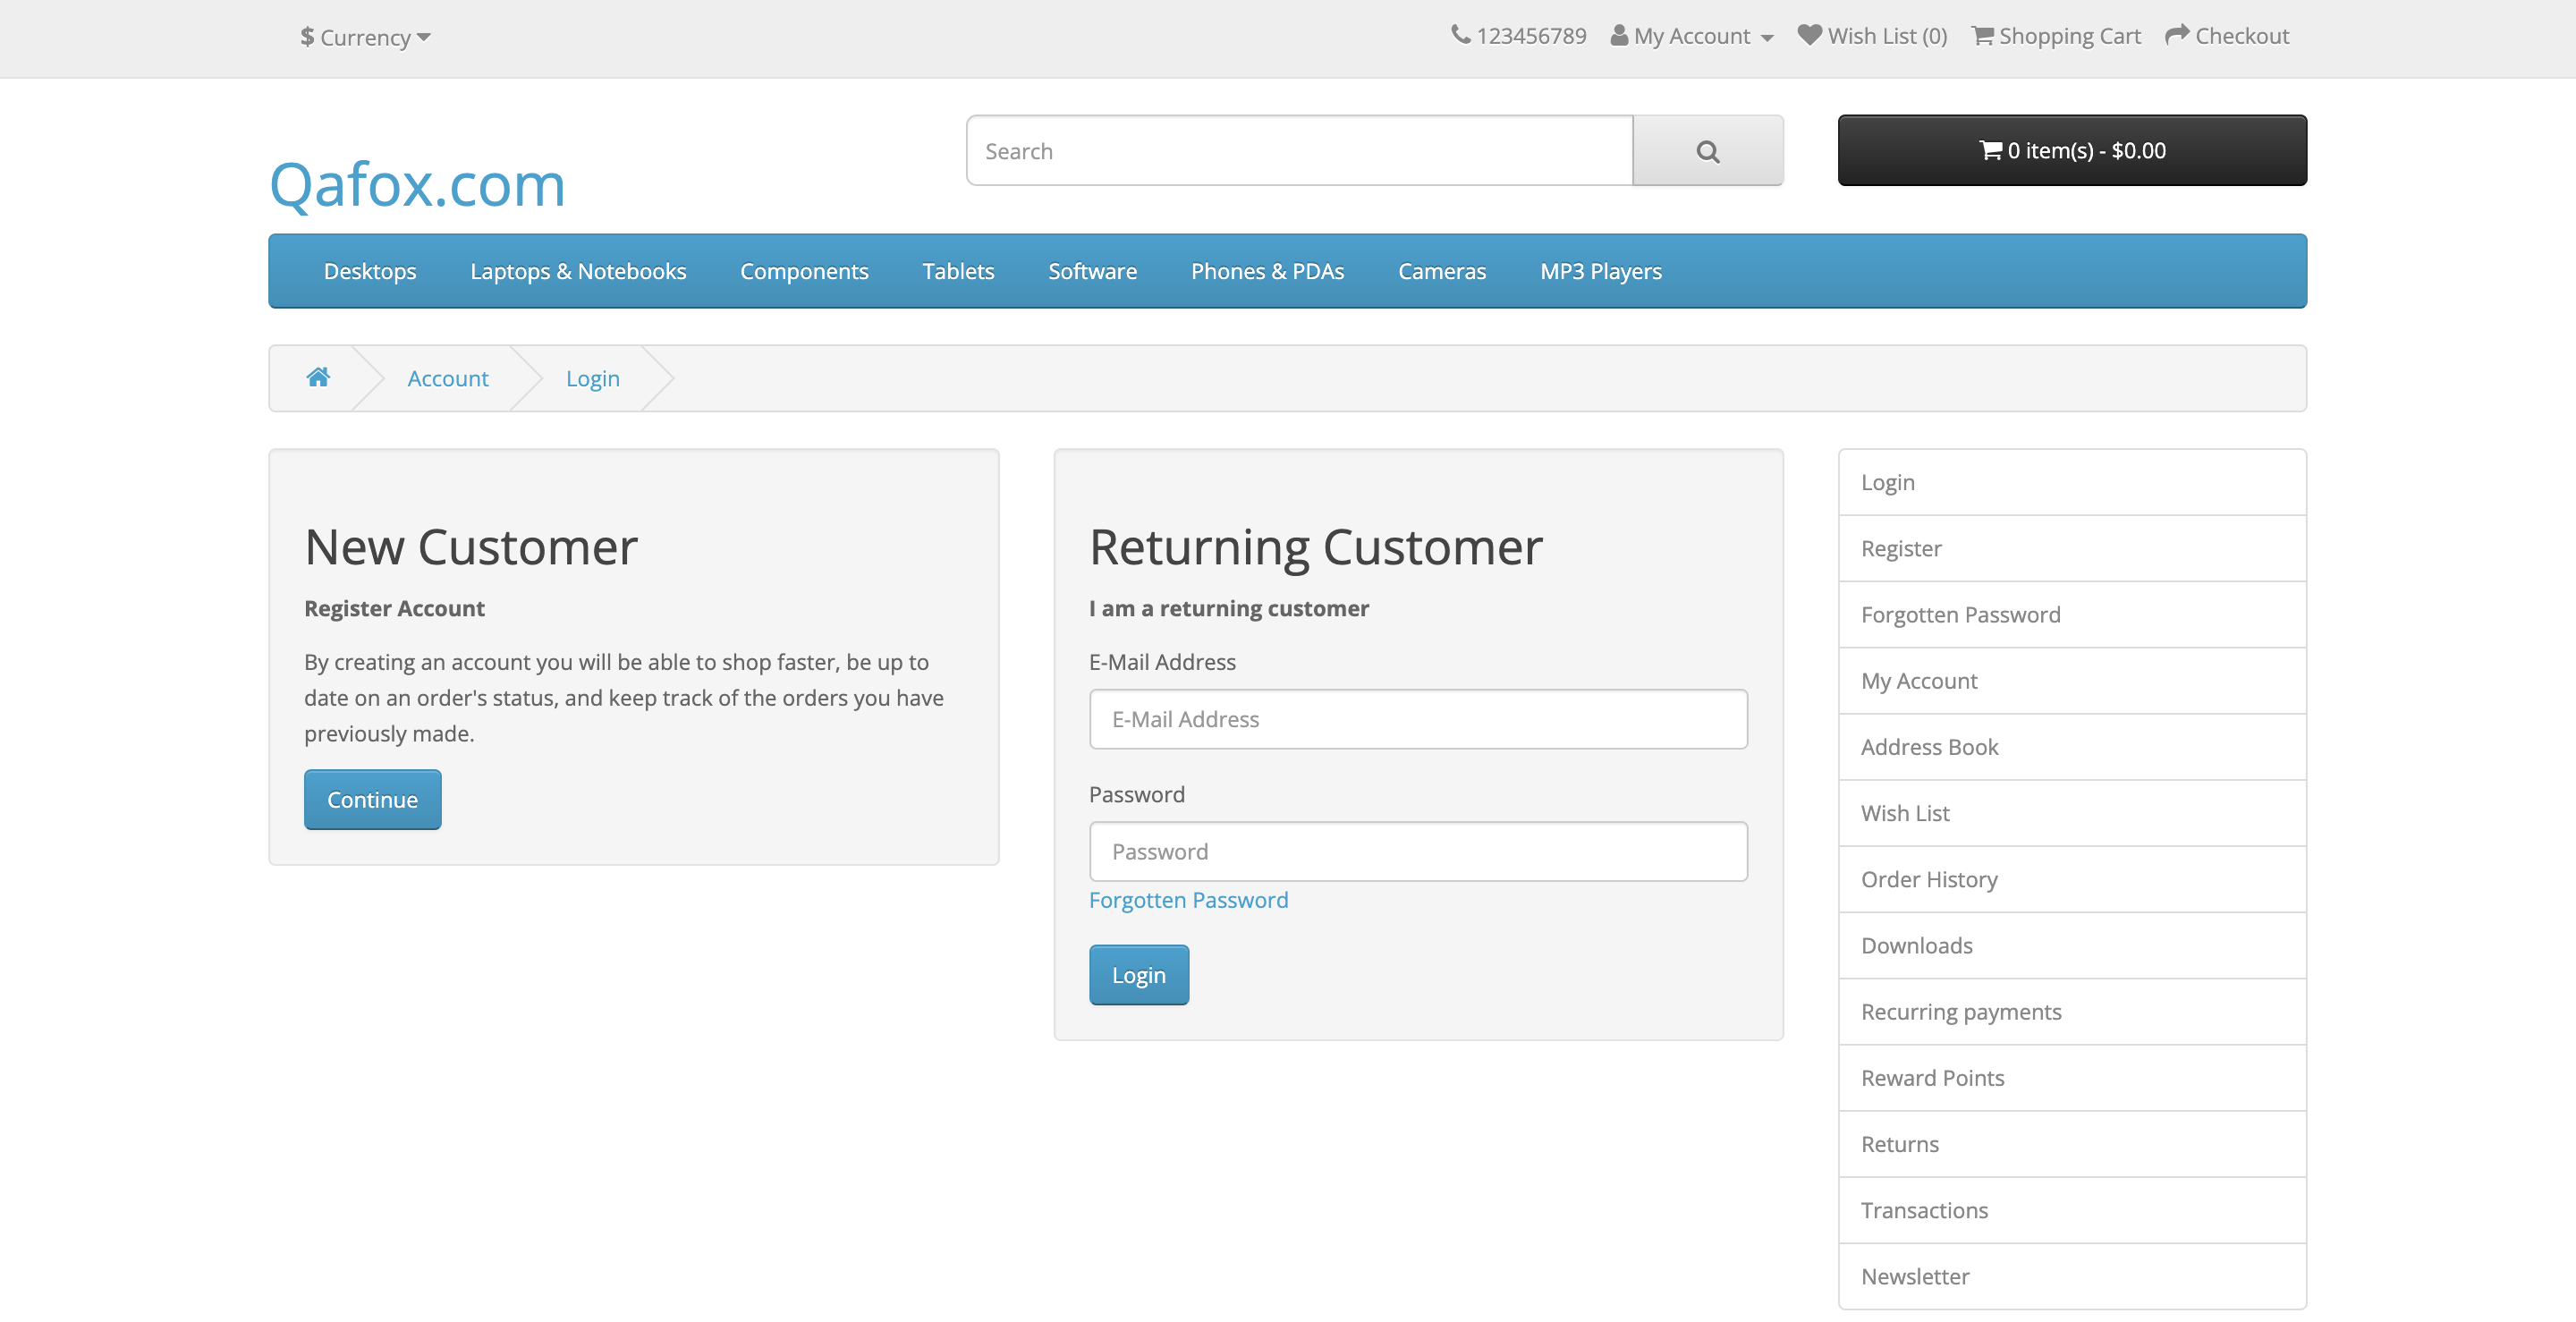 $ Currency
123456789 My Account Wish List (0) Shopping Cart Checkout
Qafox.com
Search
0 item(s) - $0.00
Desktops Laptops & Notebooks Components Tablets Software Phones & PDAs Cameras MP3 Players
Account Login
New Customer
Register Account
By creating an account you will be able to shop faster, be up to
date on an order's status, and keep track of the orders you have
previously made.
Continue
Returning Customer
I am a returning customer
E-Mail Address
E-Mail Address
Password
Password
Forgotten Password
Login
Login
Register
Forgotten Password
My Account
Address Book
Wish List
Order History
Downloads
Recurring payments
Reward Points
Returns
Transactions
Newsletter